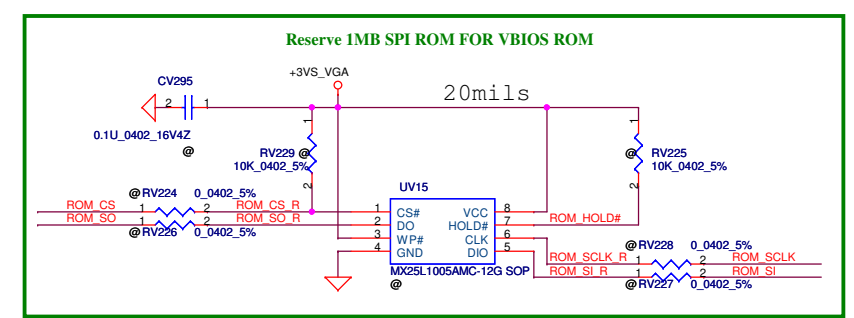 Reserve 1MB SPI ROM FOR VBIOS ROM
+3VS_VGA
CV295
20mils
2 1
0.1U_0402_16V4Z
@
1
RV229 @
10K_0402_5%
2
1
@ RV225
10K_0402_5%
2
UV15
@ RV224 0_0402_5%
ROM_CS 1 2 ROM_CS_R 1 CS# VCC 8
ROM_SO 1 2 ROM_SO_R 2 DO HOLD# 7 ROM_HOLD#
@ RV226 0_0402_5%
3 WP# CLK 6
4 GND DIO 5
MX25L1005AMC-12G SOP
@
@ RV228 0_0402_5%
ROM_SCLK_R 1 2 ROM_SCLK
ROM_SI_R 1 2 ROM_SI
@ RV227 0_0402_5%